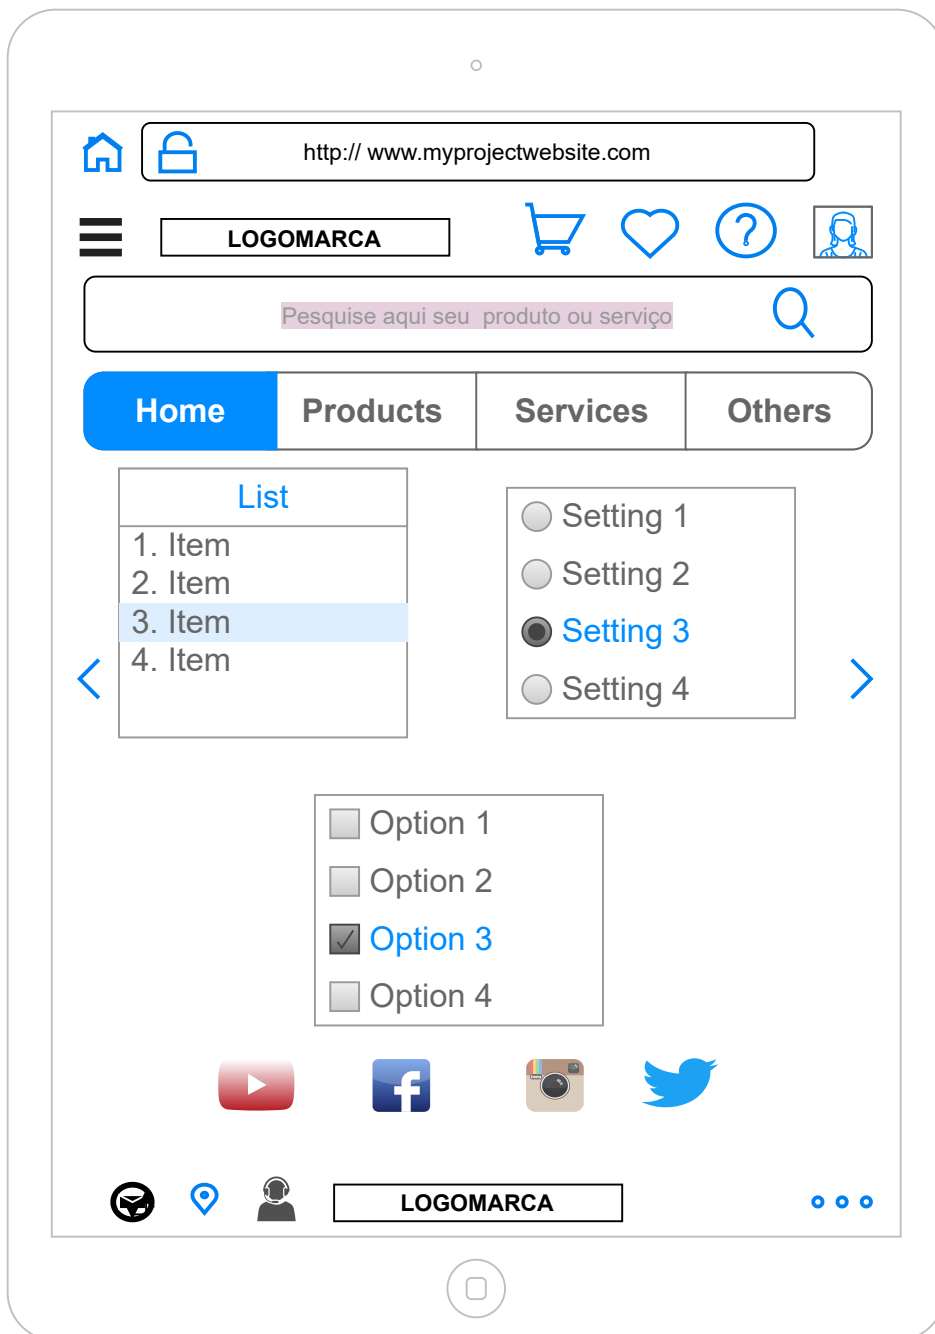 http:// www.myprojectwebsite.com
LOGOMARCA
Pesquise aqui seu  produto ou serviço
Home Products Services Others
List
1. Item
2. Item
3. Item
4. Item
Setting 1
Setting 2
Setting 3
Setting 4
Option 1
Option 2
Option 3
Option 4
LOGOMARCA